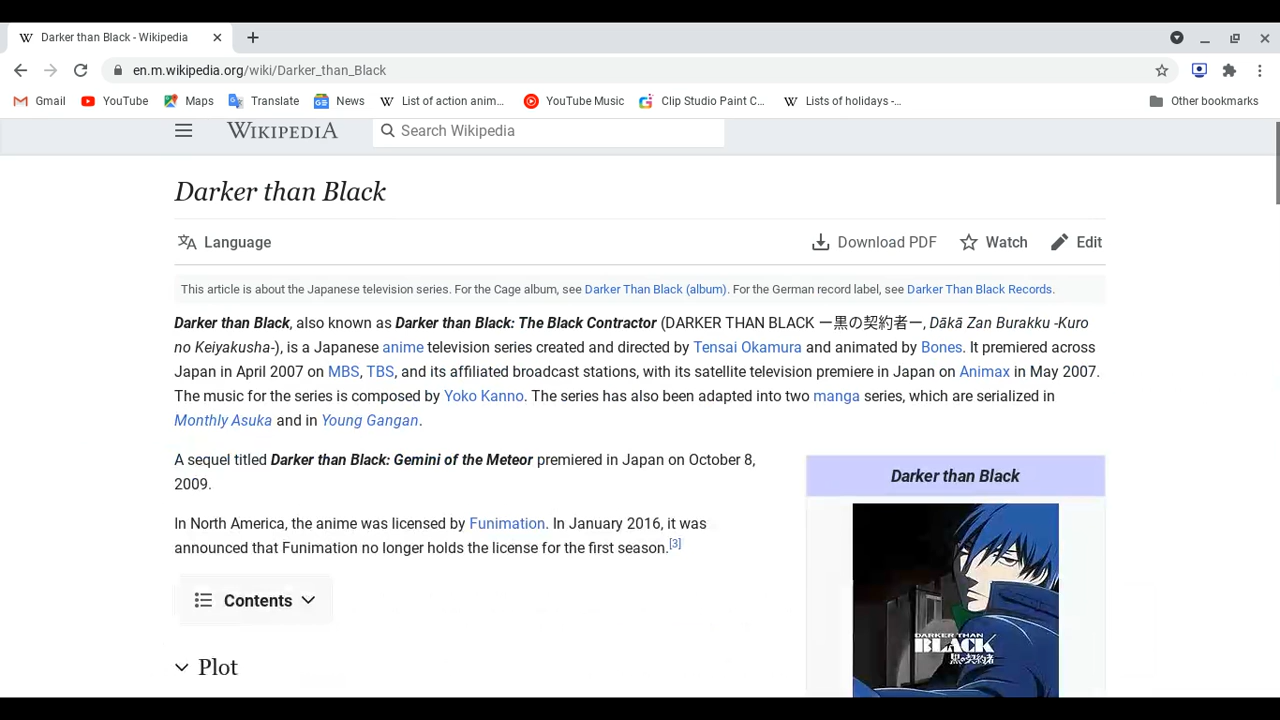 Darker than Black - Wikipedia
en.m.wikipedia.org/wiki/Darker_than_Black
Gmail YouTube Maps Translate News List of action anim... YouTube Music Clip Studio Paint C... Lists of holidays -... Other bookmarks
WIKIPEDIA Search Wikipedia
Darker than Black
Language Download PDF Watch Edit
This article is about the Japanese television series. For the Cage album, see Darker Than Black (album). For the German record label, see Darker Than Black Records.
Darker than Black, also known as Darker than Black: The Black Contractor (DARKER THAN BLACK ー黒の契約者ー, Dākā Zan Burakku -Kuro
no Keiyakusha-), is a Japanese anime television series created and directed by Tensai Okamura and animated by Bones. It premiered across
Japan in April 2007 on MBS, TBS, and its affiliated broadcast stations, with its satellite television premiere in Japan on Animax in May 2007.
The music for the series is composed by Yoko Kanno. The series has also been adapted into two manga series, which are serialized in
Monthly Asuka and in Young Gangan.
A sequel titled Darker than Black: Gemini of the Meteor premiered in Japan on October 8,
2009.
In North America, the anime was licensed by Funimation. In January 2016, it was
announced that Funimation no longer holds the license for the first season.[3]
Contents
Plot
Darker than Black
DARKER THAN
BLACK
黒の契約者